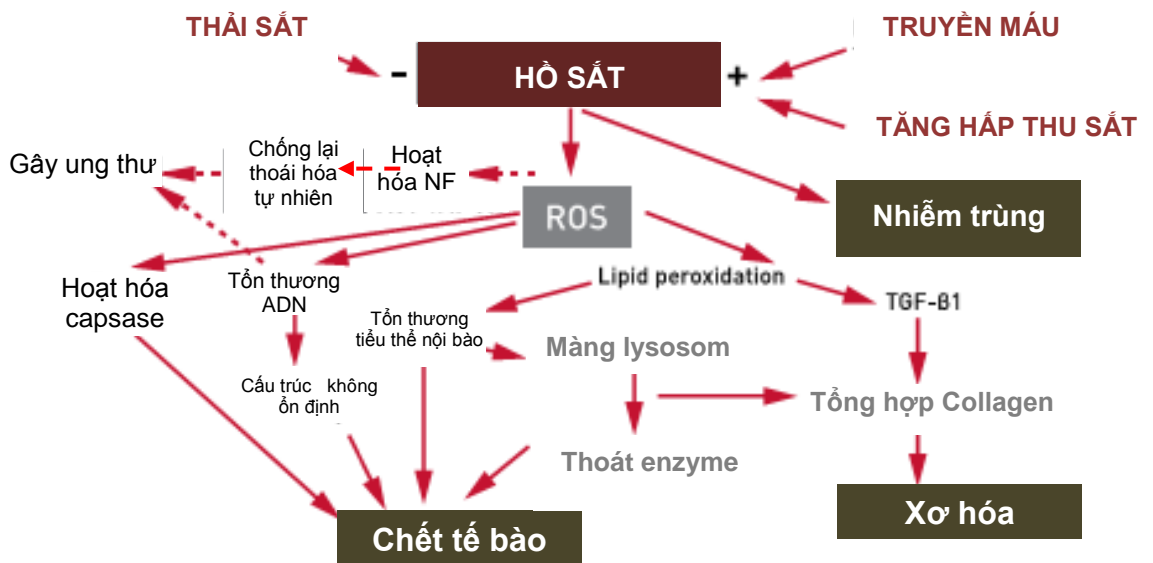 THẢI SẮT
TRUYỀN MÁU
-
HỒ SẮT
+
TĂNG HẤP THU SẮT
Gây ung thư
Chống lại
thoái hóa
tự nhiên
Hoạt
hóa NF
ROS
Nhiễm trùng
Hoạt hóa
capsase
Tổn thương
ADN
Lipid peroxidation
TGF-β1
Tổn thương
tiểu thể nội bào
Màng lysosom
Cấu trúc không
ổn định
Tổng hợp Collagen
Thoát enzyme
Chết tế bào
Xơ hóa